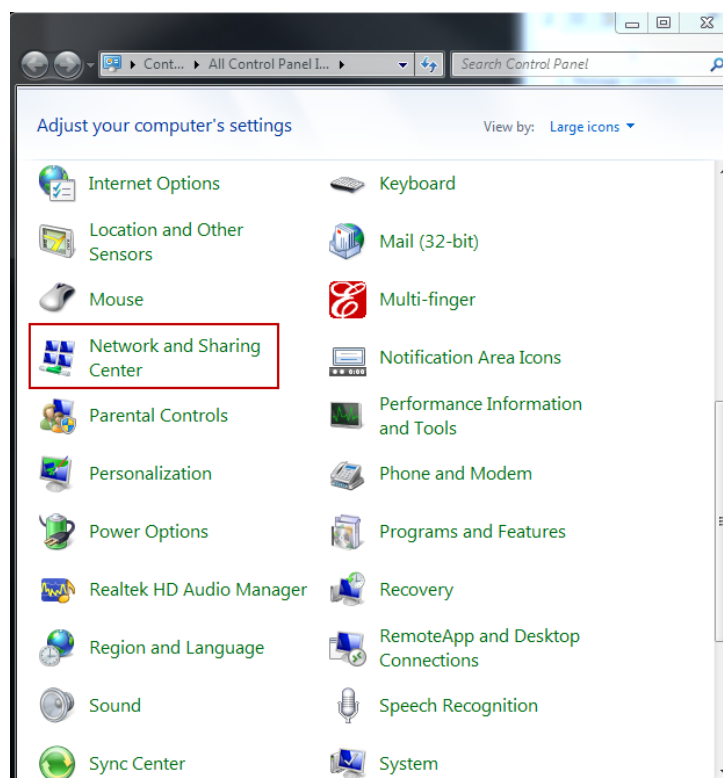 Cont... All Control Panel I... Search Control Panel
Adjust your computer's settings View by: Large icons
Internet Options Keyboard
Location and Other
Sensors
Mail (32-bit)
Mouse Multi-finger
Network and Sharing
Center
Notification Area Icons
Parental Controls
Performance Information
and Tools
Personalization Phone and Modem
Power Options Programs and Features
Realtek HD Audio Manager Recovery
Region and Language
RemoteApp and Desktop
Connections
Sound Speech Recognition
Sync Center System